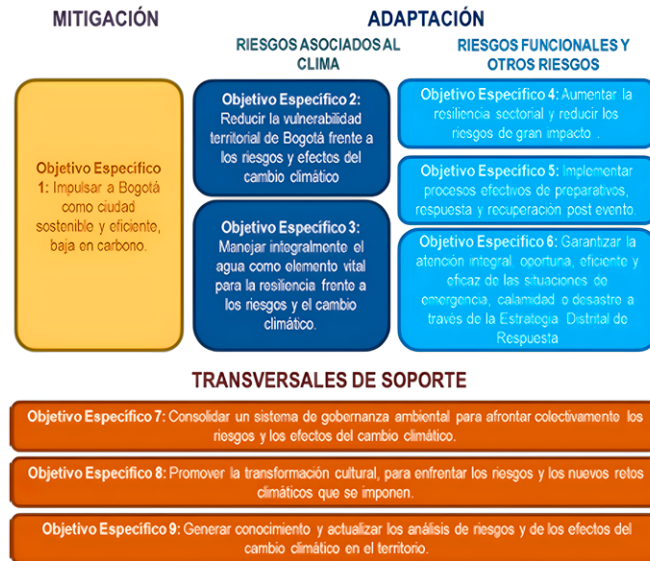 MITIGACIÓN
ADAPTACIÓN
RIESGOS ASOCIADOS AL
CLIMA
RIESGOS FUNCIONALES Y
OTROS RIESGOS
Objetivo Específico
1: Impulsar a Bogotá
como ciudad
sostenible y eficiente,
baja en carbono.
Objetivo Específico 2:
Reducir la vulnerabilidad
territorial de Bogotá frente a
los riesgos y efectos del
cambio climático
Objetivo Específico 3:
Manejar integralmente el
agua como elemento vital
para la resiliencia frente a
los riesgos y el cambio
climático.
Objetivo Especifico 4: Aumentar la
resiliencia sectorial y reducir los
riesgos de gran impacto .
Objetivo Específico 5: Implementar
procesos efectivos de preparativos,
respuesta y recuperación post evento.
Objetivo Específico 6: Garantizar la
atención integral, oportuna, eficiente y
eficaz de las situaciones de
emergencia, calamidad o desastre a
través de la Estrategia Distrital de
Respuesta
TRANSVERSALES DE SOPORTE
Objetivo Específico 7: Consolidar un sistema de gobernanza ambiental para afrontar colectivamente los
riesgos y los efectos del cambio climático.
Objetivo Específico 8: Promover la transformación cultural, para enfrentar los riesgos y los nuevos retos
climáticos que se imponen.
Objetivo Específico 9: Generar conocimiento y actualizar los análisis de riesgos y de los efectos del
cambio climático en el territorio.